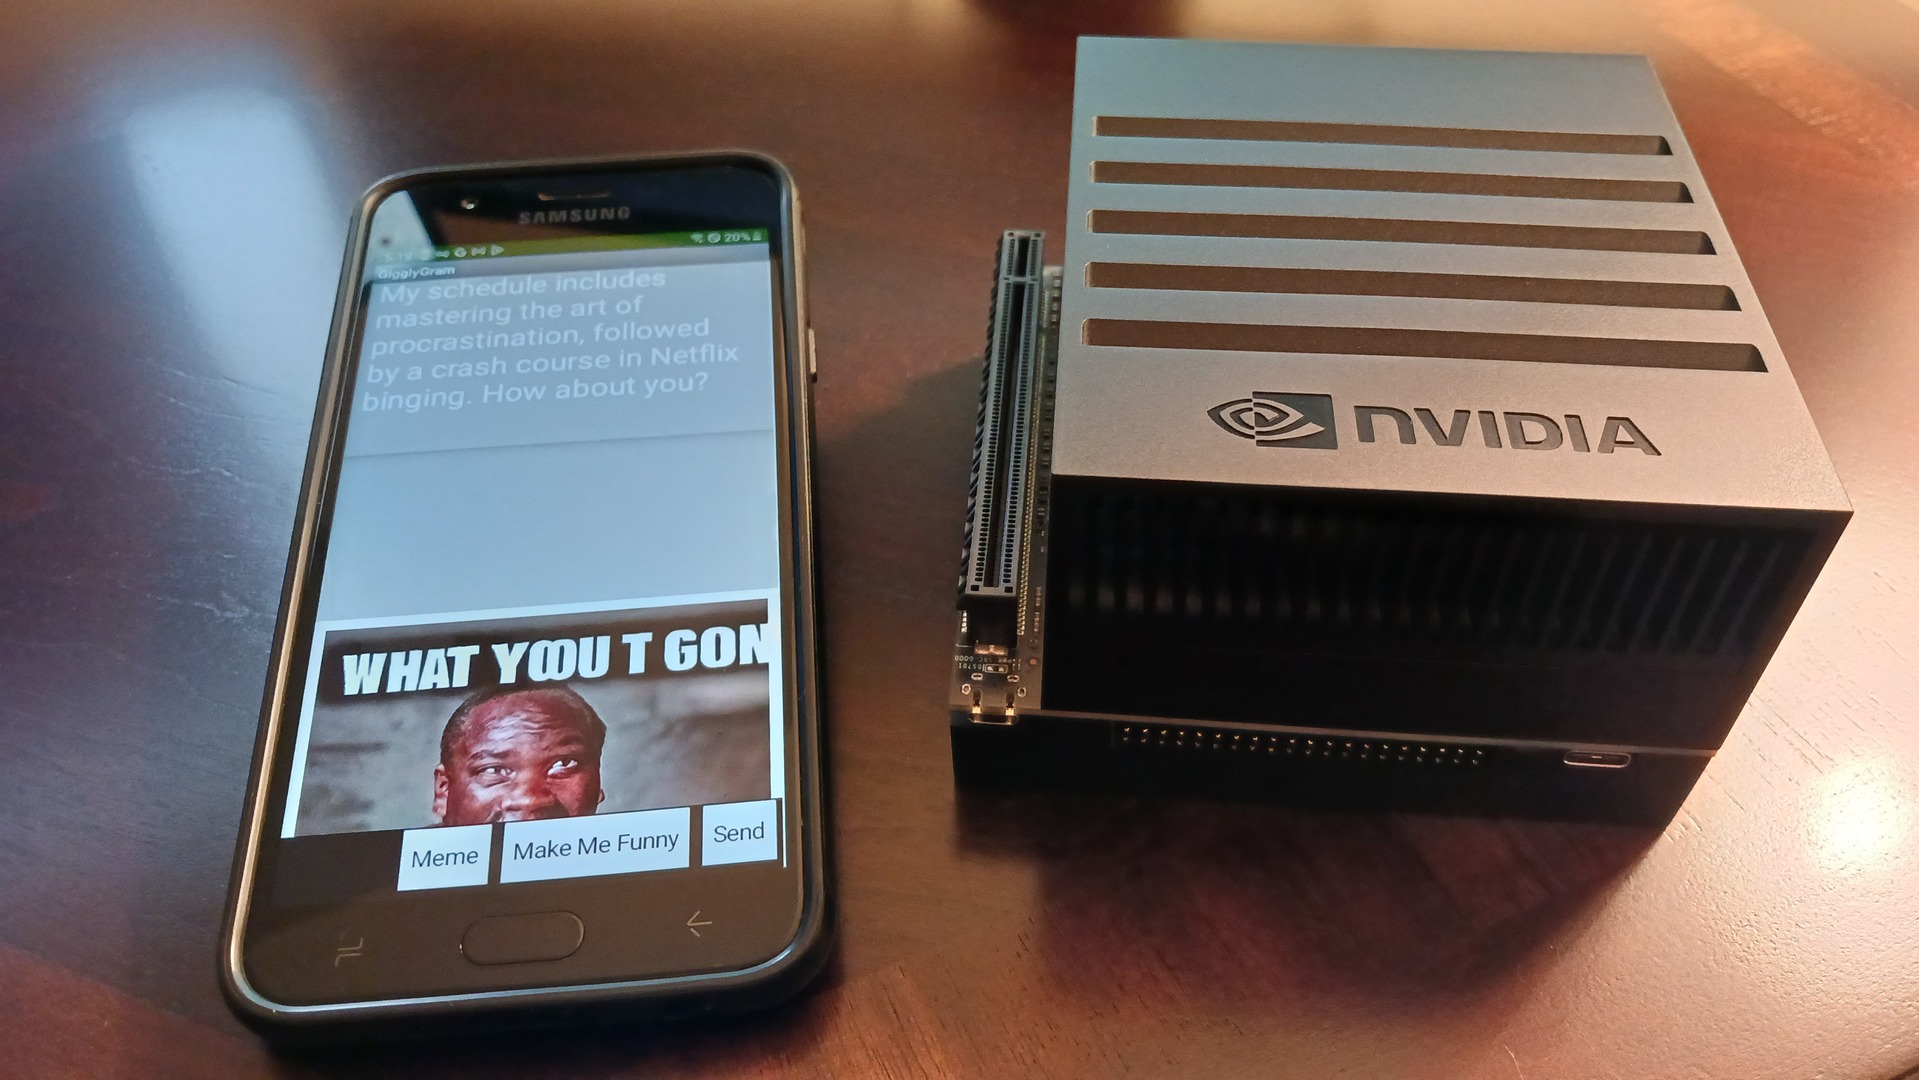 SAMSUNG
20%
GigglyGram
My schedule includes
mastering the art of
procrastination, followed
by a crash course in Netflix
binging. How about you?
WHAT YOOU T GON
Meme
Make Me Funny
Send
NVIDIA